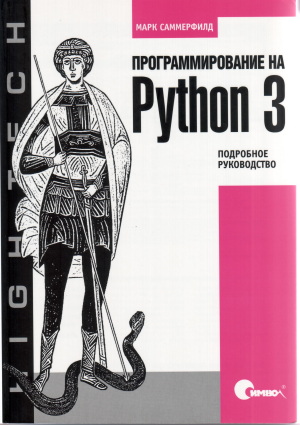 МАРК САММЕРФИЛД
ПРОГРАММИРОВАНИЕ НА
Python 3
ПОДРОБНОЕ
РУКОВОДСТВО
HIGH TECH
СИМВОЛ